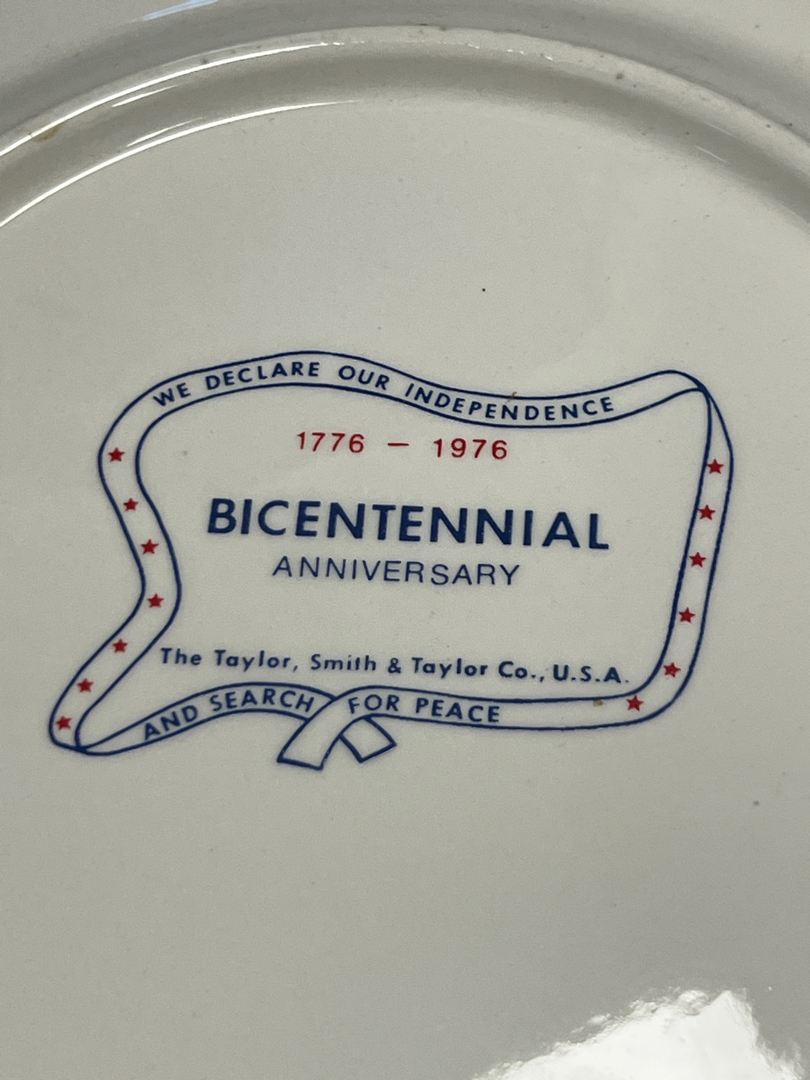 WE DECLARE OUR INDEPENDENCE
1776 – 1976
BICENTENNIAL
ANNIVERSARY
The Taylor, Smith & Taylor Co., U.S.A.
AND SEARCH FOR PEACE